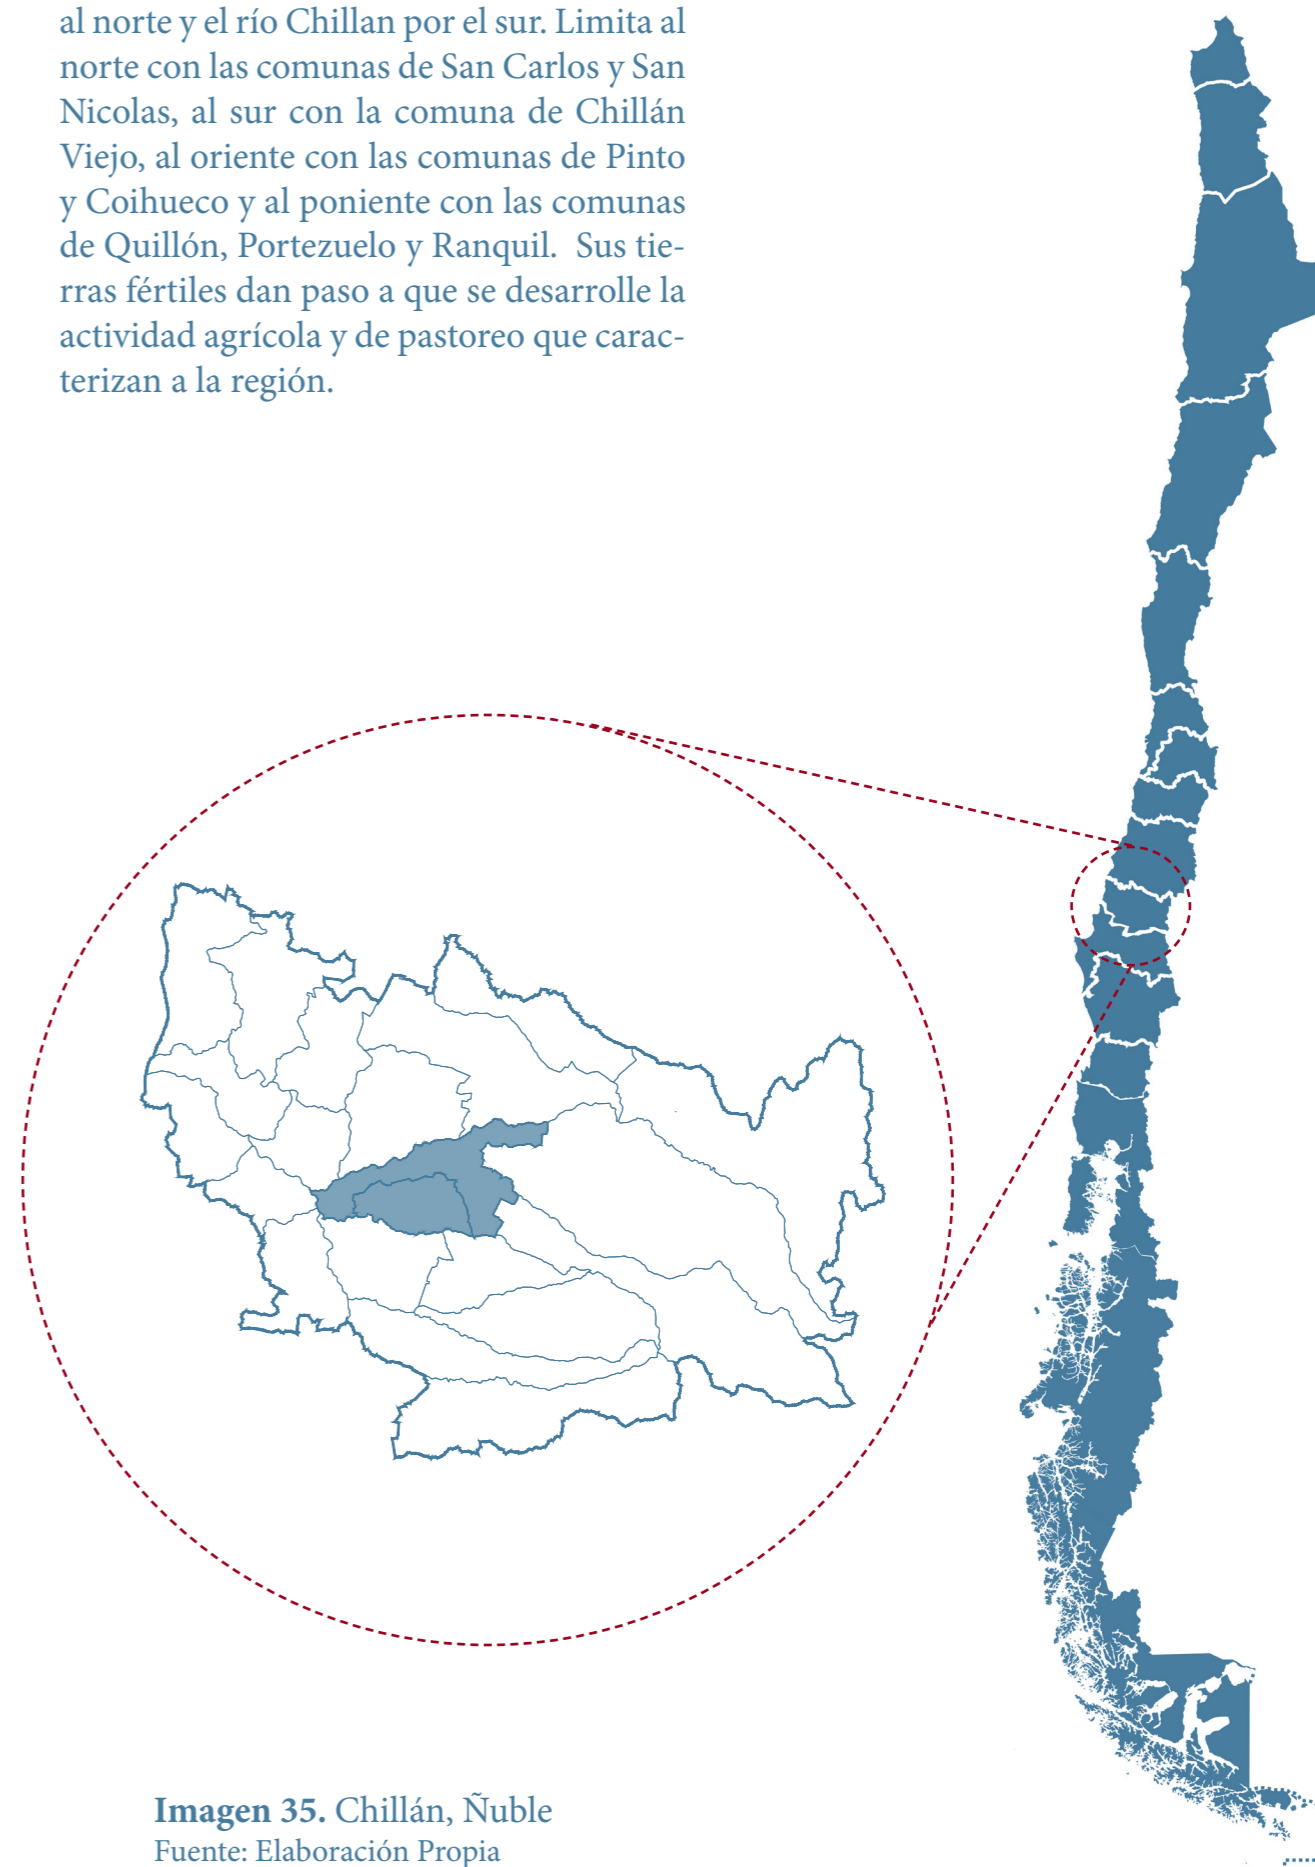 al norte y el río Chillan por el sur. Limita al
norte con las comunas de San Carlos y San
Nicolas, al sur con la comuna de Chillán
Viejo, al oriente con las comunas de Pinto
y Coihueco y al poniente con las comunas
de Quillón, Portezuelo y Ranquil. Sus tie-
rras fértiles dan paso a que se desarrolle la
actividad agrícola y de pastoreo que carac-
terizan a la región.
Imagen 35. Chillán, Ñuble
Fuente: Elaboración Propia